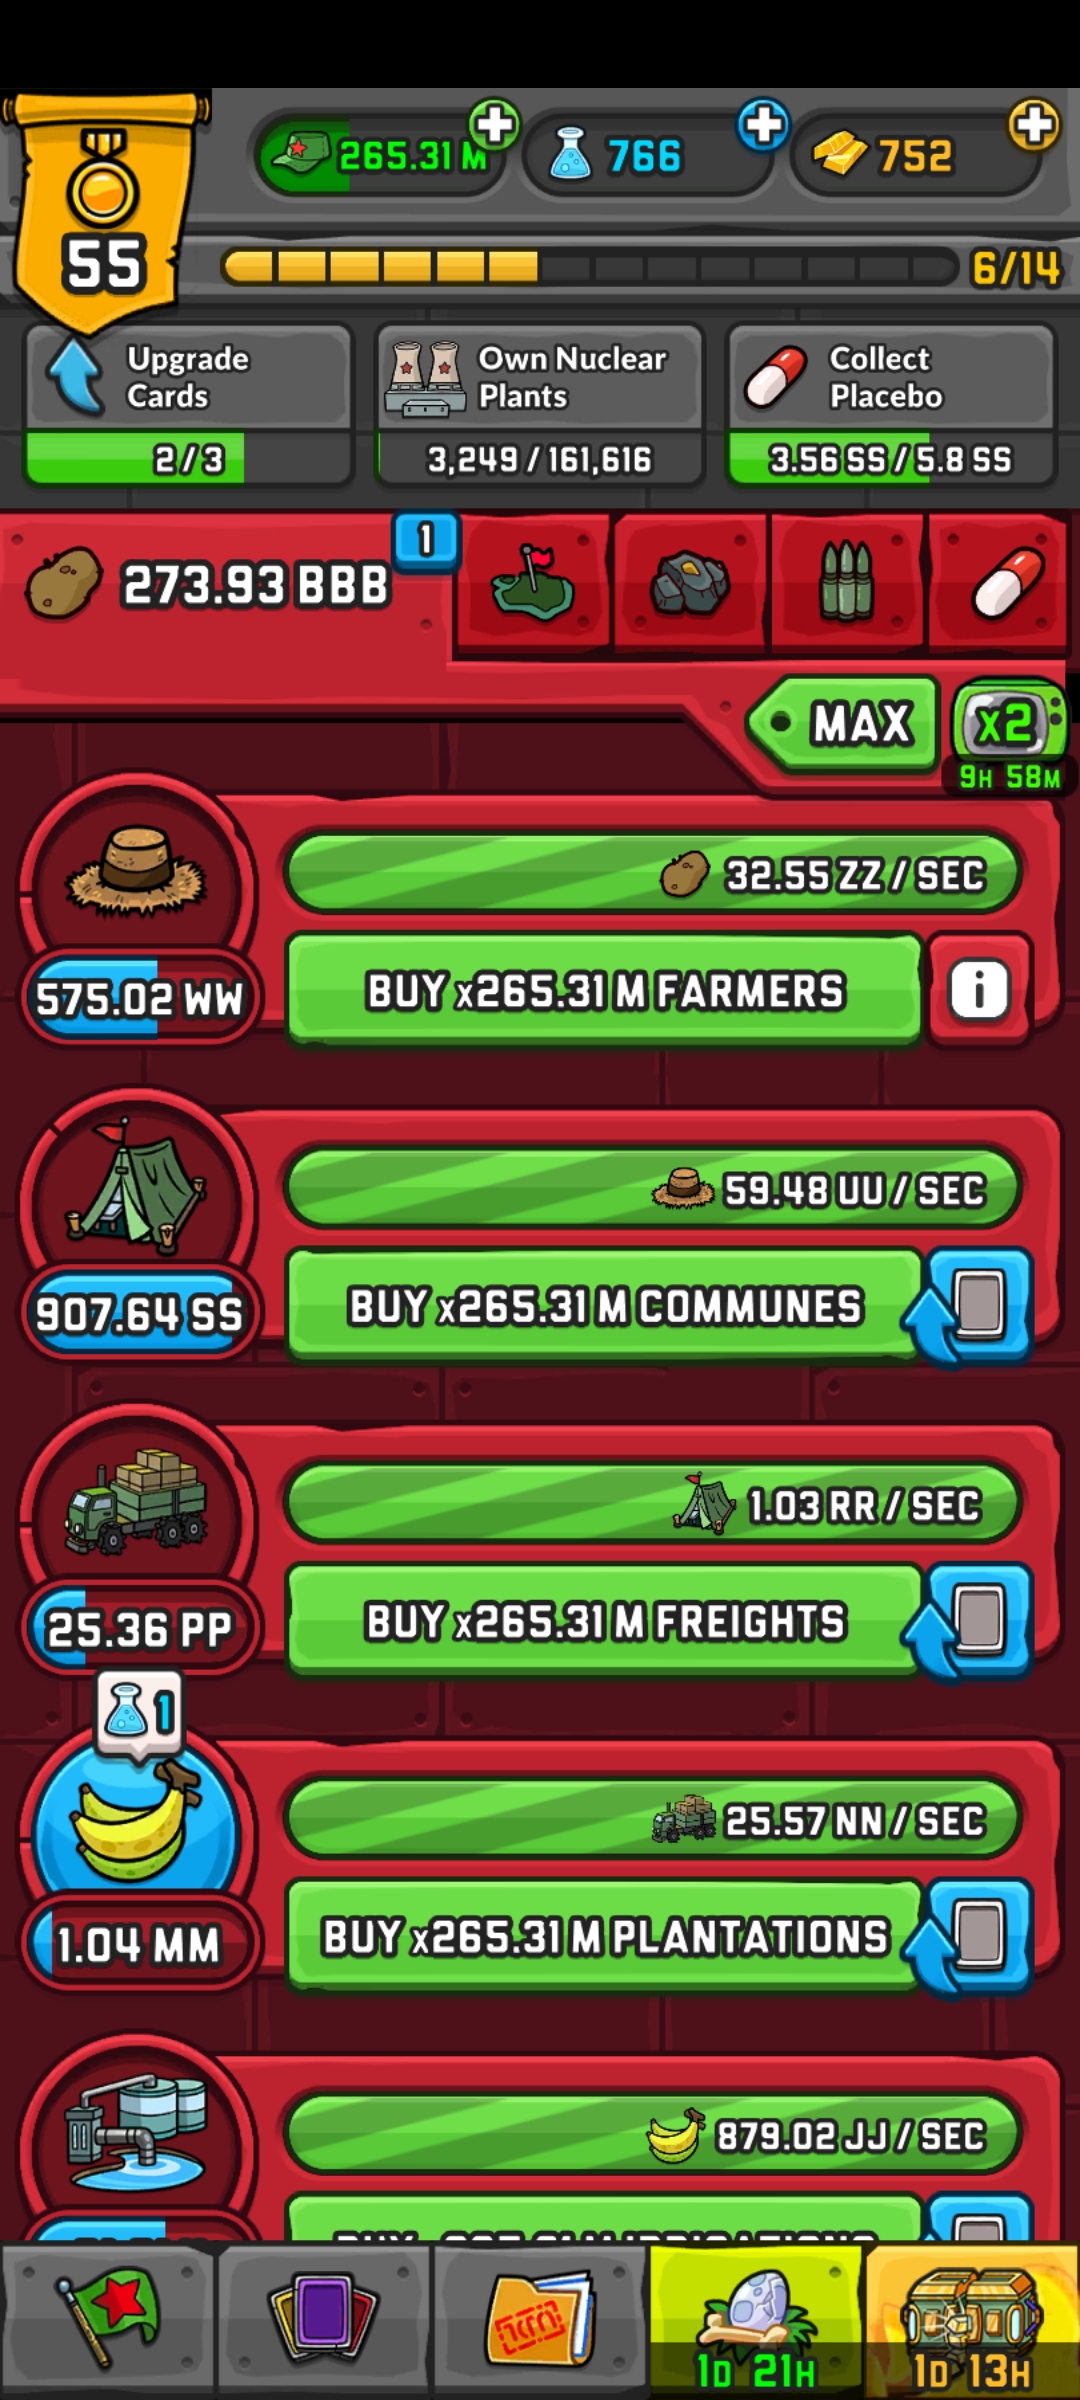 265.31 M
766
752
55
6/14
Upgrade
Cards
2/3
Own Nuclear
Plants
3,249 / 161,616
Collect
Placebo
3.56 SS / 5.8 SS
273.93 BBB
1
MAX
x2
9H 58M
32.55 ZZ / SEC
575.02 WW
BUY x265.31 M FARMERS
i
59.48 UU / SEC
907.64 SS
BUY x265.31 M COMMUNES
1.03 RR / SEC
25.36 PP
BUY x265.31 M FREIGHTS
1
25.57 NN / SEC
1.04 MM
BUY x265.31 M PLANTATIONS
879.02 JJ / SEC
1D 21H
1D 13H